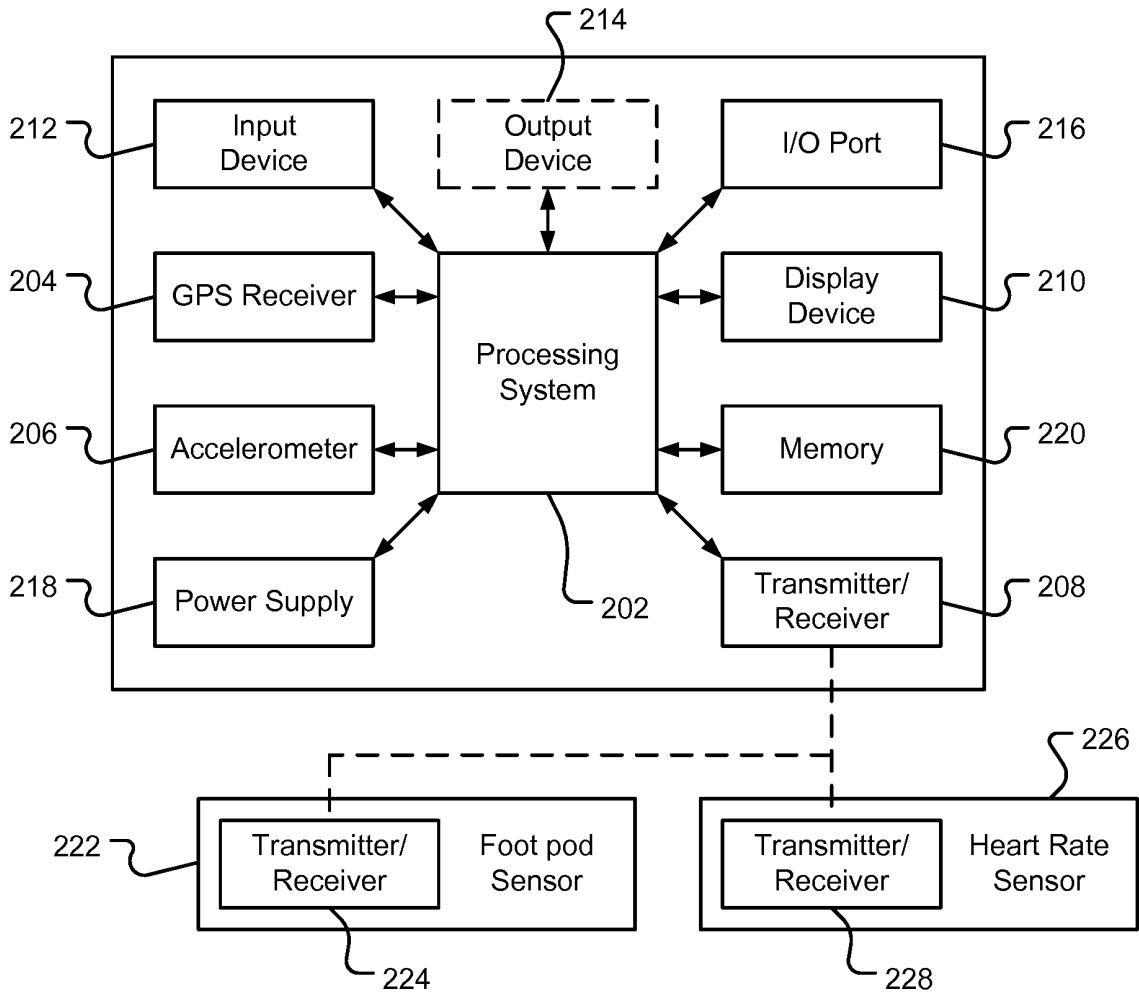 214
212
Input
Device
Output
Device
I/O Port
216
204
GPS Receiver
Display
Device
210
Processing
System
206
Accelerometer
Memory
220
218
Power Supply
202
Transmitter/
Receiver
208
226
222
Transmitter/
Receiver
Foot pod
Sensor
Transmitter/
Receiver
Heart Rate
Sensor
224
228